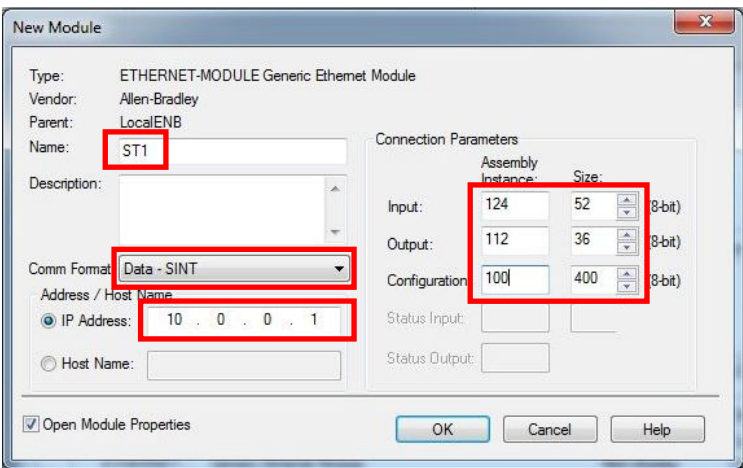 New Module
Type: ETHERNET-MODULE Generic Ethernet Module
Vendor: Allen-Bradley
Parent: LocalENB
Name: ST1
Description:
Comm Format Data - SINT
Address / Host Name
IP Address: 10 . 0 . 0 . 1
Host Name:
Connection Parameters
Assembly
Instance: Size:
Input: 124 52 (8-bit)
Output: 112 36 (8-bit)
Configuration 100 400 (8-bit)
Status Input:
Status Output:
Open Module Properties
OK Cancel Help